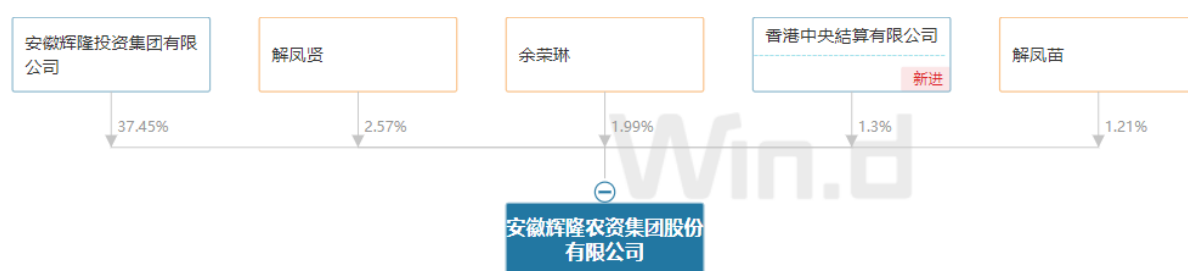 安徽辉隆投资集团有限
公司
解凤贤
余荣琳
香港中央結算有限公司
新进
解凤苗
37.45%
2.57%
1.99%
1.3%
1.21%
Win.d
安徽辉隆农资集团股份
有限公司